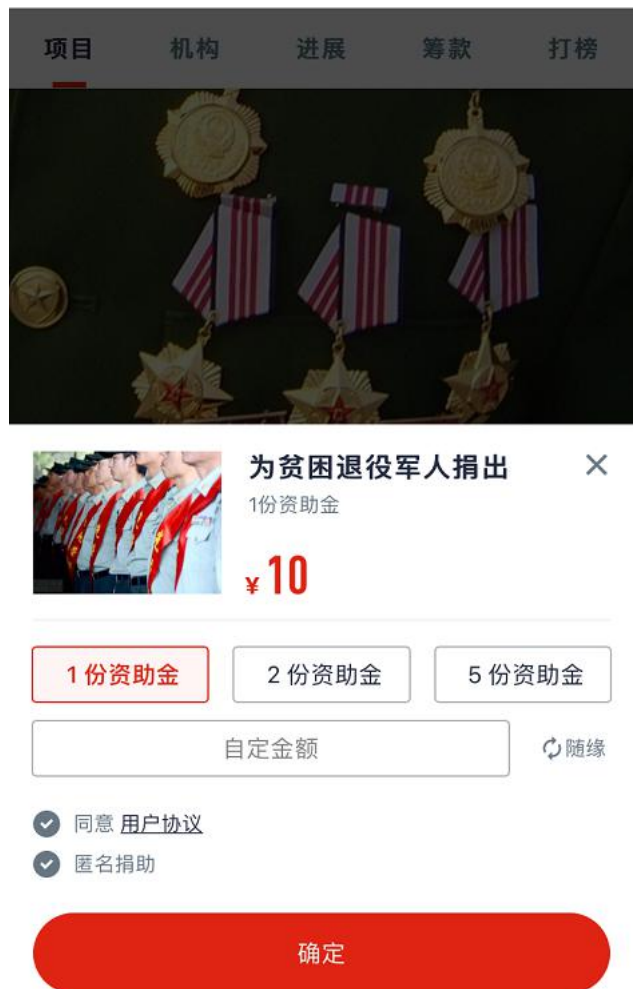 项目 机构 进展 筹款 打榜
为贫困退役军人捐出
1份资助金
¥10
1 份资助金 2 份资助金 5 份资助金
自定金额 随缘
同意 用户协议
匿名捐助
确定